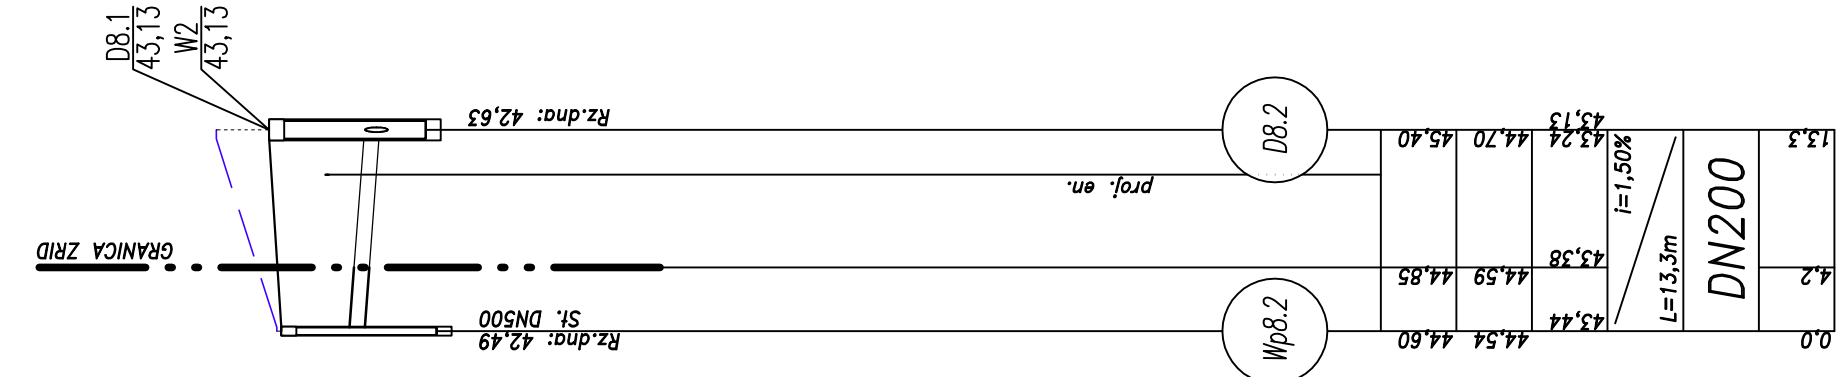 D8.1
43,13
W2
43,13
Rz.dna: 42,63
D8.2
45,40
44,70
43,13
43,24
i=1,50%
L=13,3m
DN200
13,3
proj. en.
GRANICA ZRID
44,85
44,59
43,38
4,2
St. DN500
Rz.dna: 42,49
Wp8.2
44,60
44,54
43,44
0,0